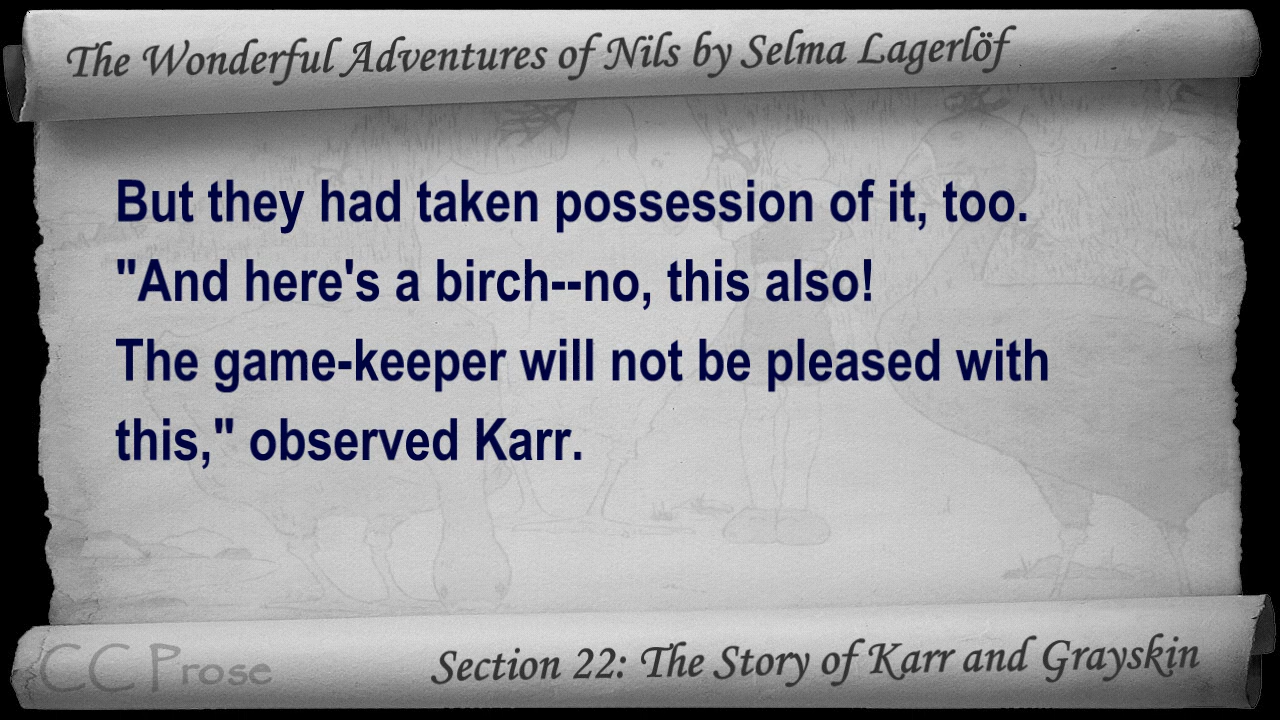 The Wonderful Adventures of Nils by Selma Lagerlöf
But they had taken possession of it, too.
"And here's a birch--no, this also!
The game-keeper will not be pleased with
this," observed Karr.
CC Prose
Section 22: The Story of Karr and Grayskin